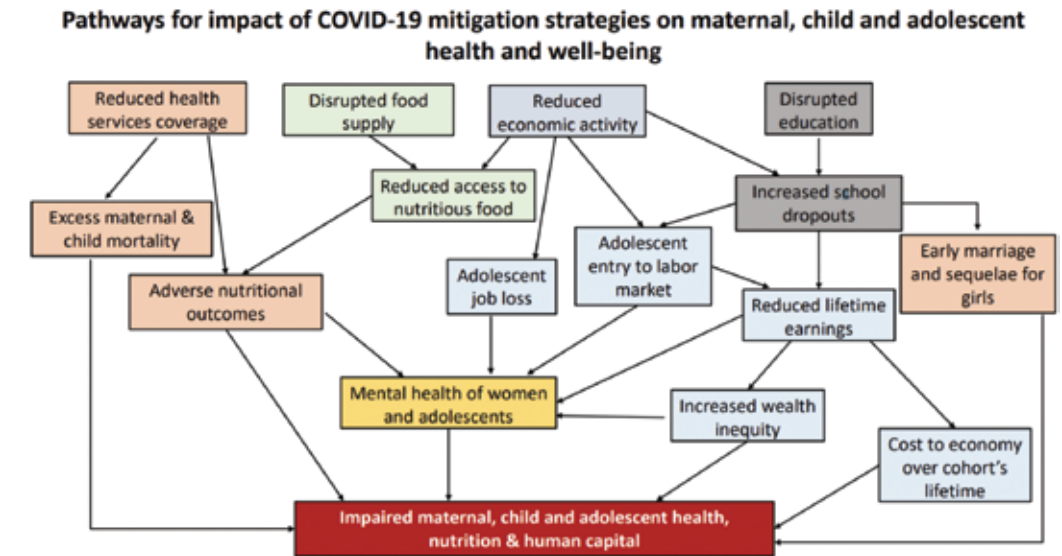 Pathways for impact of COVID-19 mitigation strategies on maternal, child and adolescent
health and well-being
Reduced health
services coverage
Disrupted food
supply
Reduced
economic activity
Disrupted
education
Reduced access to
nutritious food
Increased school
dropouts
Excess maternal &
child mortality
Adolescent
entry to labor
market
Early marriage
and sequelae for
girls
Adverse nutritional
outcomes
Adolescent
job loss
Reduced lifetime
earnings
Mental health of women
and adolescents
Increased wealth
inequity
Cost to economy
over cohort's
lifetime
Impaired maternal, child and adolescent health,
nutrition & human capital